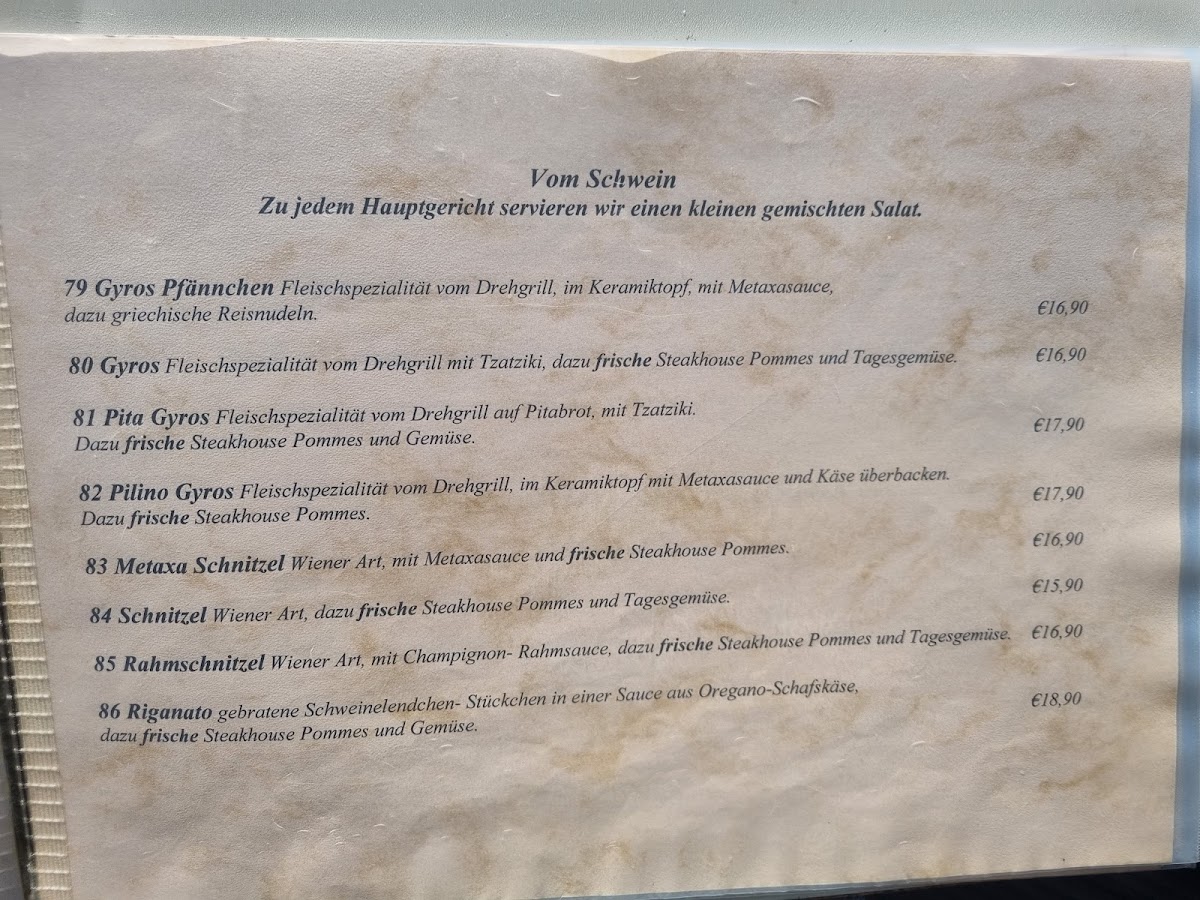 Vom Schwein
Zu jedem Hauptgericht servieren wir einen kleinen gemischten Salat.
79 Gyros Pfännchen Fleischspezialität vom Drehgrill, im Keramiktopf, mit Metaxasauce,
dazu griechische Reisnudeln. €16,90
80 Gyros Fleischspezialität vom Drehgrill mit Tzatziki, dazu frische Steakhouse Pommes und Tagesgemüse. €16,90
81 Pita Gyros Fleischspezialität vom Drehgrill auf Pitabrot, mit Tzatziki.
Dazu frische Steakhouse Pommes und Gemüse. €17,90
82 Pilino Gyros Fleischspezialität vom Drehgrill, im Keramiktopf mit Metaxasauce und Käse überbacken.
Dazu frische Steakhouse Pommes. €17,90
83 Metaxa Schnitzel Wiener Art, mit Metaxasauce und frische Steakhouse Pommes. €16,90
84 Schnitzel Wiener Art, dazu frische Steakhouse Pommes und Tagesgemüse. €15,90
85 Rahmschnitzel Wiener Art, mit Champignon- Rahmsauce, dazu frische Steakhouse Pommes und Tagesgemüse. €16,90
86 Riganato gebratene Schweinelendchen- Stückchen in einer Sauce aus Oregano-Schafskäse,
dazu frische Steakhouse Pommes und Gemüse. €18,90